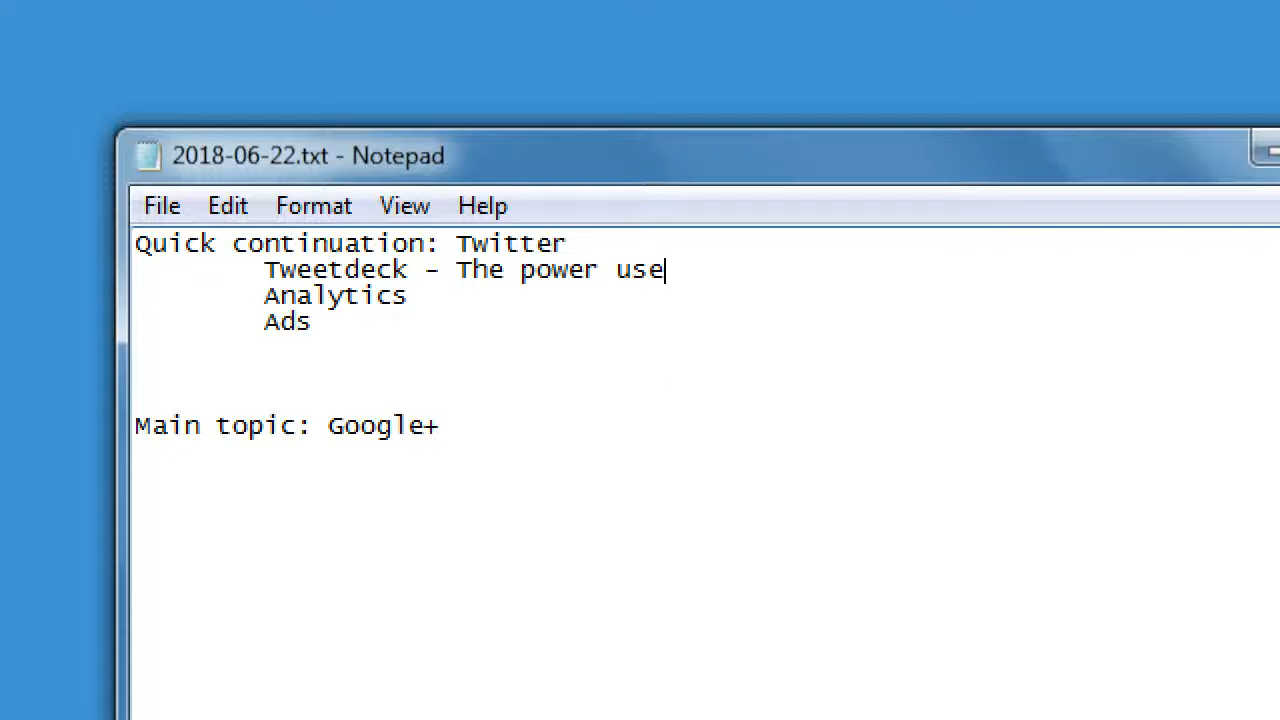 2018-06-22.txt - Notepad
File Edit Format View Help
Quick continuation: Twitter
Tweetdeck - The power use
Analytics
Ads
Main topic: Google+